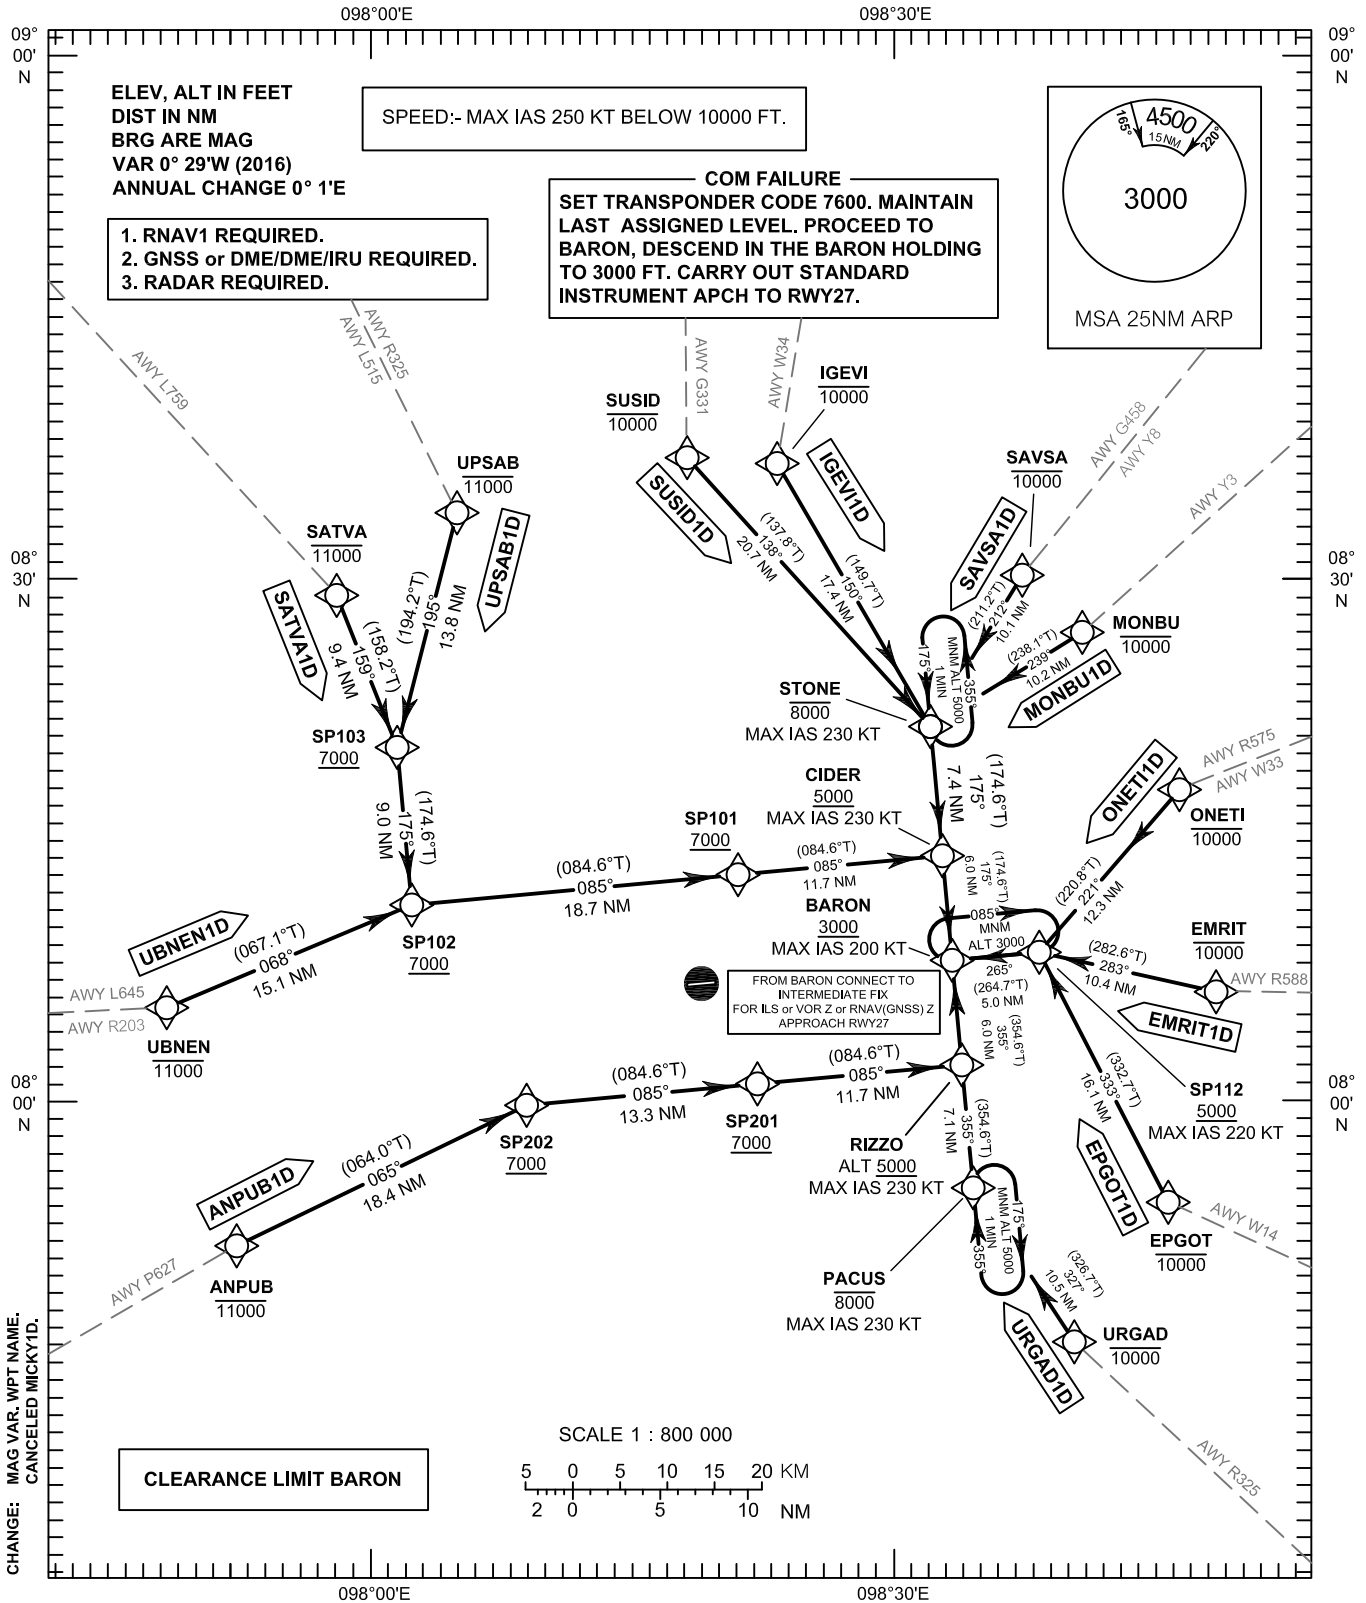 098°00'E
098°30'E
09°
00'
N
09°
00'
N
ELEV, ALT IN FEET
DIST IN NM
BRG ARE MAG
VAR 0° 29'W (2016)
ANNUAL CHANGE 0° 1'E
SPEED:- MAX IAS 250 KT BELOW 10000 FT.
165°
4500
15NM
220°
3000
MSA 25NM ARP
1. RNAV1 REQUIRED.
2. GNSS or DME/DME/IRU REQUIRED.
3. RADAR REQUIRED.
COM FAILURE
SET TRANSPONDER CODE 7600. MAINTAIN
LAST ASSIGNED LEVEL. PROCEED TO
BARON, DESCEND IN THE BARON HOLDING
TO 3000 FT. CARRY OUT STANDARD
INSTRUMENT APCH TO RWY27.
AWY L759
AWY R325
AWY L515
AWY G331
AWY W34
AWY G458
AWY Y8
AWY Y3
SUSID
10000
IGEVI
10000
SAVSA
10000
UPSAB
11000
SATVA
11000
MONBU
10000
SUSID1D
IGEVI1D
SAVSA1D
MONBU1D
UPSAB1D
SATVA1D
08°
30'
N
08°
30'
N
(137.8°T)
138°
20.7 NM
(149.7°T)
150°
17.4 NM
(211.2°T)
212°
10.1 NM
(238.1°T)
239°
10.2 NM
(194.2°T)
195°
13.8 NM
(158.2°T)
159°
9.4 NM
175°
1 MIN
MNM ALT 5000
355°
STONE
8000
MAX IAS 230 KT
SP103
7000
CIDER
5000
MAX IAS 230 KT
(174.6°T)
175°
7.4 NM
(174.6°T)
175°
9.0 NM
ONETI1D
AWY R575
AWY W33
ONETI
10000
(220.8°T)
221°
12.3 NM
SP101
7000
(084.6°T)
085°
11.7 NM
(084.6°T)
085°
18.7 NM
(174.6°T)
175°
6.0 NM
BARON
3000
MAX IAS 200 KT
085°
MNM
ALT 3000
265°
(264.7°T)
5.0 NM
EMRIT
10000
(282.6°T)
283°
10.4 NM
AWY R588
EMRIT1D
UBNEN1D
(067.1°T)
068°
15.1 NM
SP102
7000
AWY L645
AWY R203
UBNEN
11000
FROM BARON CONNECT TO
INTERMEDIATE FIX
FOR ILS or VOR Z or RNAV(GNSS) Z
APPROACH RWY27
(354.6°T)
355°
6.0 NM
08°
00'
N
08°
00'
N
(084.6°T)
085°
13.3 NM
(084.6°T)
085°
11.7 NM
SP202
7000
SP201
7000
RIZZO
ALT 5000
MAX IAS 230 KT
(354.6°T)
355°
7.1 NM
(332.7°T)
333°
16.1 NM
SP112
5000
MAX IAS 220 KT
ANPUB1D
(064.0°T)
065°
18.4 NM
AWY P627
ANPUB
11000
175°
MNM ALT 5000
1 MIN
355°
EPGOT1D
EPGOT
10000
AWY W14
PACUS
8000
MAX IAS 230 KT
(326.7°T)
327°
10.5 NM
URGAD
10000
URGAD1D
AWY R325
CLEARANCE LIMIT BARON
SCALE 1 : 800 000
5 0 5 10 15 20 KM
2 0 5 10 NM
CHANGE: MAG VAR. WPT NAME.
CANCELED MICKY1D.
098°00'E
098°30'E